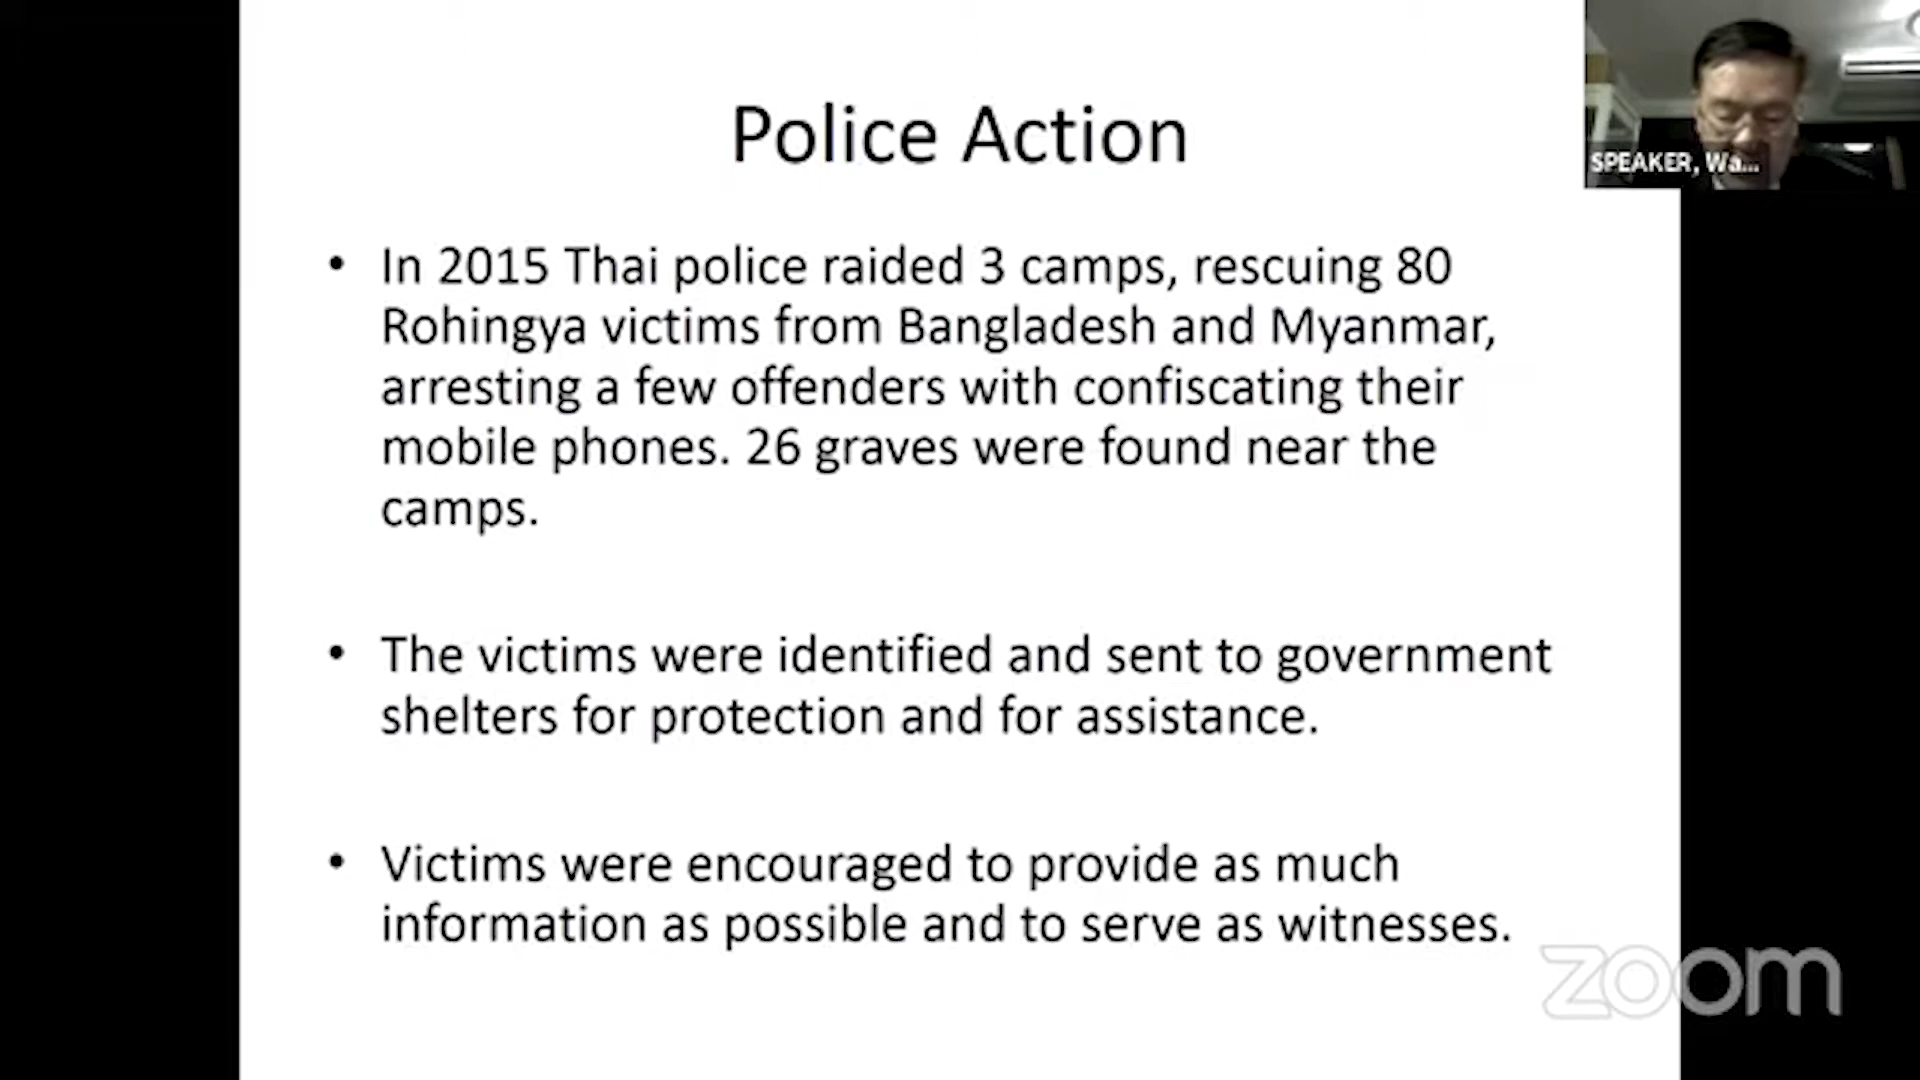 Police Action
SPEAKER, Wa...
• In 2015 Thai police raided 3 camps, rescuing 80
Rohingya victims from Bangladesh and Myanmar,
arresting a few offenders with confiscating their
mobile phones. 26 graves were found near the
camps.
• The victims were identified and sent to government
shelters for protection and for assistance.
• Victims were encouraged to provide as much
information as possible and to serve as witnesses.
zoom